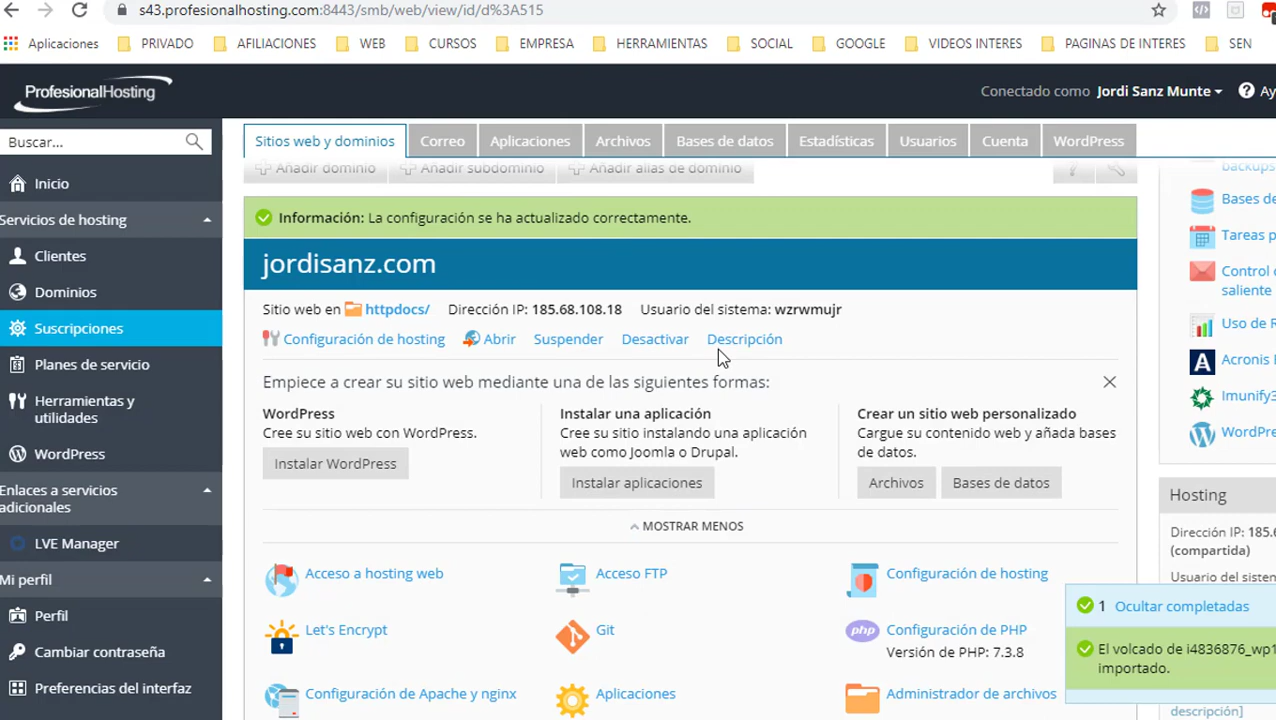 s43.profesionalhosting.com:8443/smb/web/view/id/d%3A515
Aplicaciones PRIVADO AFILIACIONES WEB CURSOS EMPRESA HERRAMIENTAS SOCIAL GOOGLE VIDEOS INTERES PAGINAS DE INTERES SEN
ProfesionalHosting
Conectado como Jordi Sanz Munte
Buscar...
Inicio
Servicios de hosting
Clientes
Dominios
Suscripciones
Planes de servicio
Herramientas y
utilidades
WordPress
Enlaces a servicios
adicionales
LVE Manager
Mi perfil
Perfil
Cambiar contraseña
Preferencias del interfaz
Sitios web y dominios Correo Aplicaciones Archivos Bases de datos Estadísticas Usuarios Cuenta WordPress
Añadir dominio Añadir subdominio Añadir alias de dominio
Información: La configuración se ha actualizado correctamente.
jordisanz.com
Sitio web en httpdocs/ Dirección IP: 185.68.108.18 Usuario del sistema: wzrwmujr
Configuración de hosting Abrir Suspender Desactivar Descripción
Empiece a crear su sitio web mediante una de las siguientes formas:
WordPress
Cree su sitio web con WordPress.
Instalar WordPress
Instalar una aplicación
Cree su sitio instalando una aplicación
web como Joomla o Drupal.
Instalar aplicaciones
Crear un sitio web personalizado
Cargue su contenido web y añada bases
de datos.
Archivos Bases de datos
MOSTRAR MENOS
Acceso a hosting web Acceso FTP Configuración de hosting
Let's Encrypt Git Configuración de PHP
php
Versión de PHP: 7.3.8
Configuración de Apache y nginx Aplicaciones Administrador de archivos
backups
Bases de
Tareas p
Control
saliente
Uso de R
Acronis
Imunify3
WordPre
Hosting
Dirección IP: 185.6
(compartida)
Usuario del sistem
1 Ocultar completadas
El volcado de i4836876_wp1
importado.
descripción]